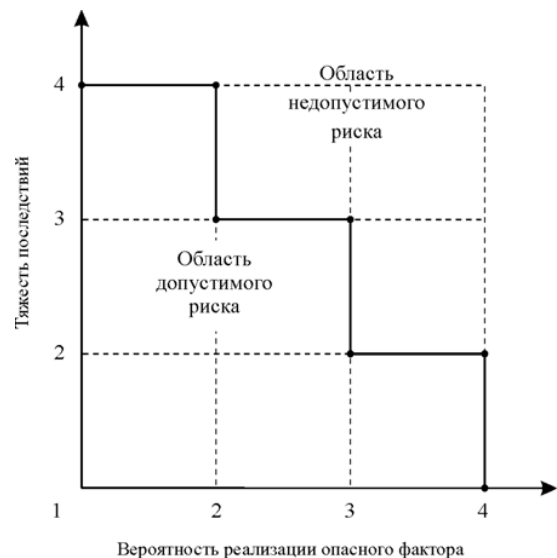 4
Область
недопустимого
риска
Тяжесть последствий
3
Область
допустимого
риска
2
1
2
3
4
Вероятность реализации опасного фактора